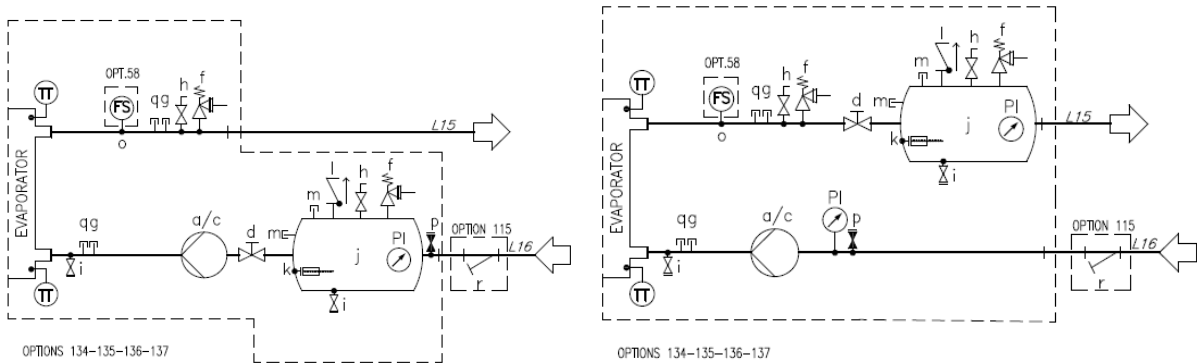 TT
OPT.58
FS
o
qg
h
f
L15
EVAPORATOR
qg
i
a/c
d
m
m
l
h
f
k
j
PI
i
p
OPTION 115
L16
r
TT
OPTIONS 134-135-136-137
TT
OPT.58
FS
o
qg
h
f
d
m
m
l
h
f
k
j
PI
i
L15
EVAPORATOR
qg
i
a/c
PI
p
OPTION 115
L16
r
TT
OPTIONS 134-135-136-137